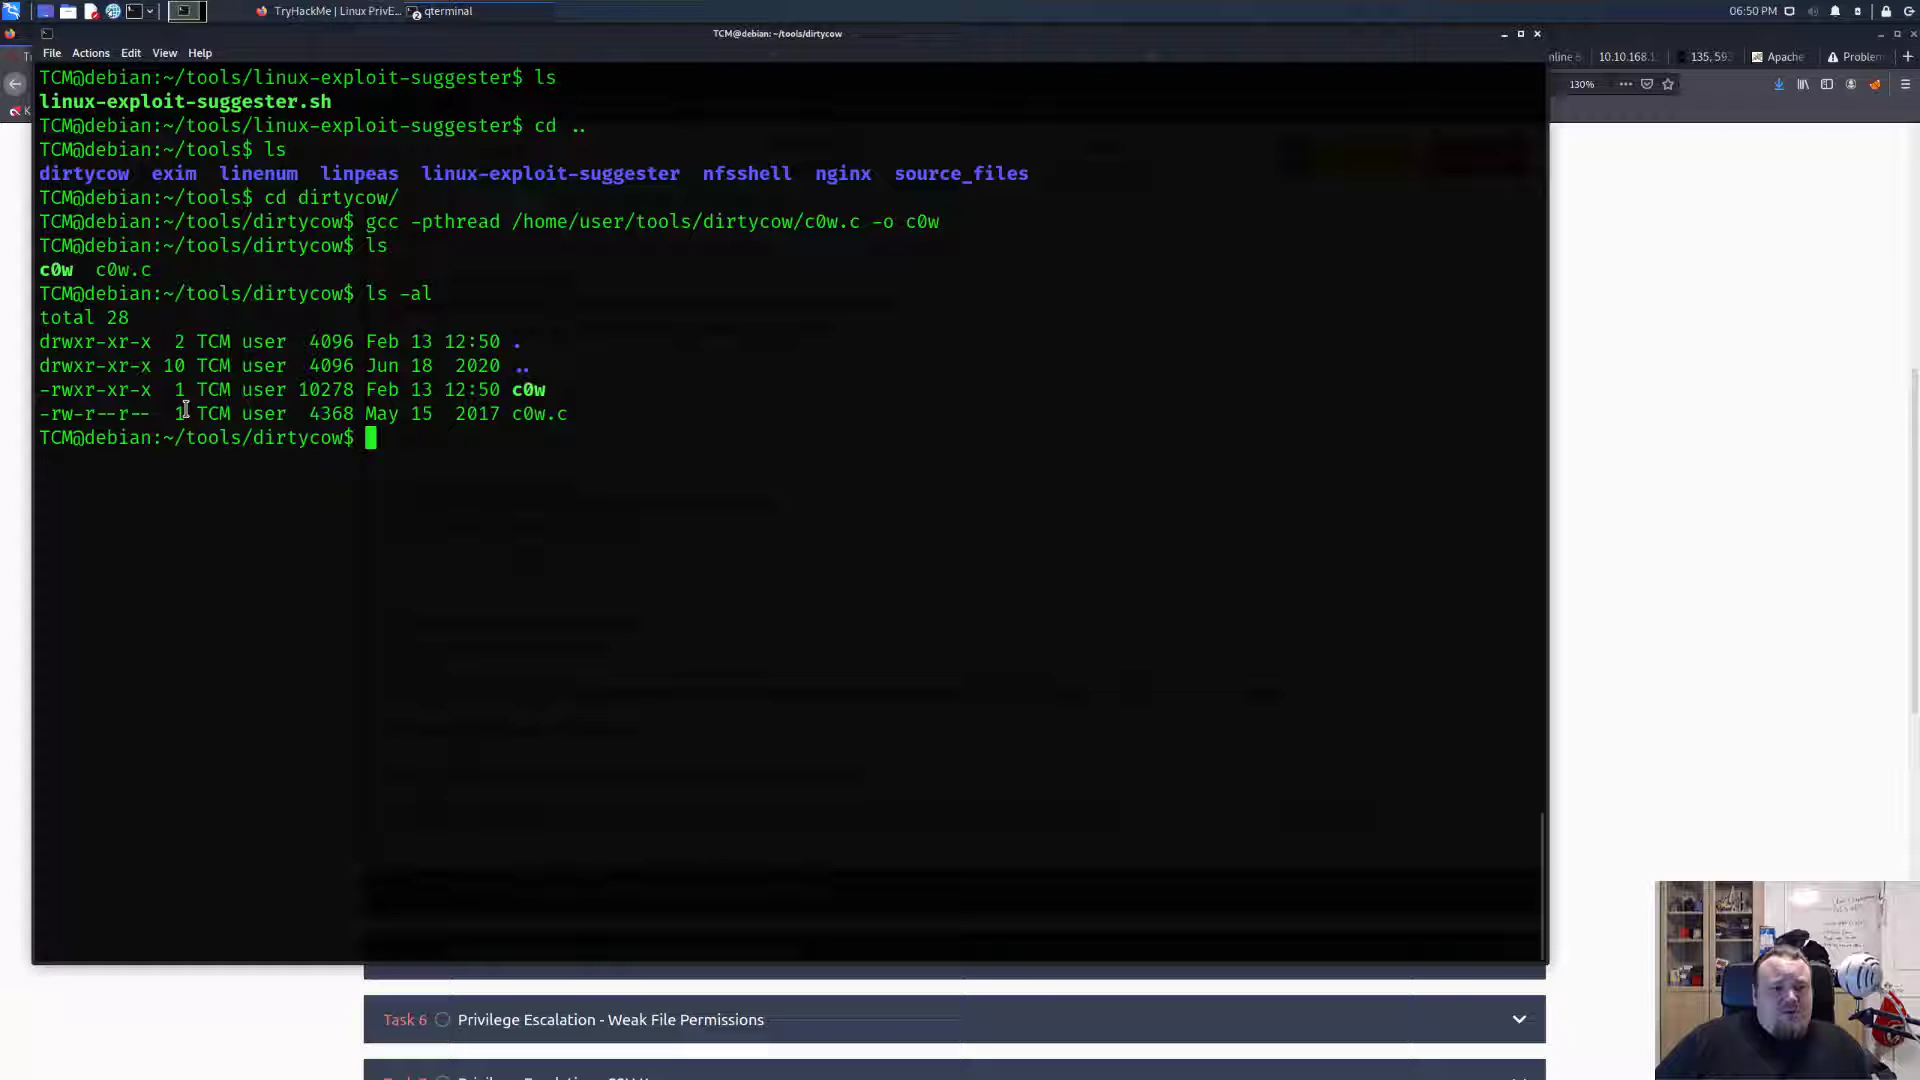 TryHackMe | Linux PrivE... qterminal 06:50 PM
TCM@debian: ~/tools/dirtycow
File Actions Edit View Help
nline 10.10.168.1 135, 59 Apache Problem
130%
TCM@debian:~/tools/linux-exploit-suggester$ ls
linux-exploit-suggester.sh
TCM@debian:~/tools/linux-exploit-suggester$ cd ..
TCM@debian:~/tools$ ls
dirtycow exim linenum linpeas linux-exploit-suggester nfsshell nginx source_files
TCM@debian:~/tools$ cd dirtycow/
TCM@debian:~/tools/dirtycow$ gcc -pthread /home/user/tools/dirtycow/c0w.c -o c0w
TCM@debian:~/tools/dirtycow$ ls
c0w c0w.c
TCM@debian:~/tools/dirtycow$ ls -al
total 28
drwxr-xr-x 2 TCM user 4096 Feb 13 12:50 .
drwxr-xr-x 10 TCM user 4096 Jun 18 2020 ..
-rwxr-xr-x 1 TCM user 10278 Feb 13 12:50 c0w
-rw-r--r-- 1 TCM user 4368 May 15 2017 c0w.c
TCM@debian:~/tools/dirtycow$
Task 6 Privilege Escalation - Weak File Permissions